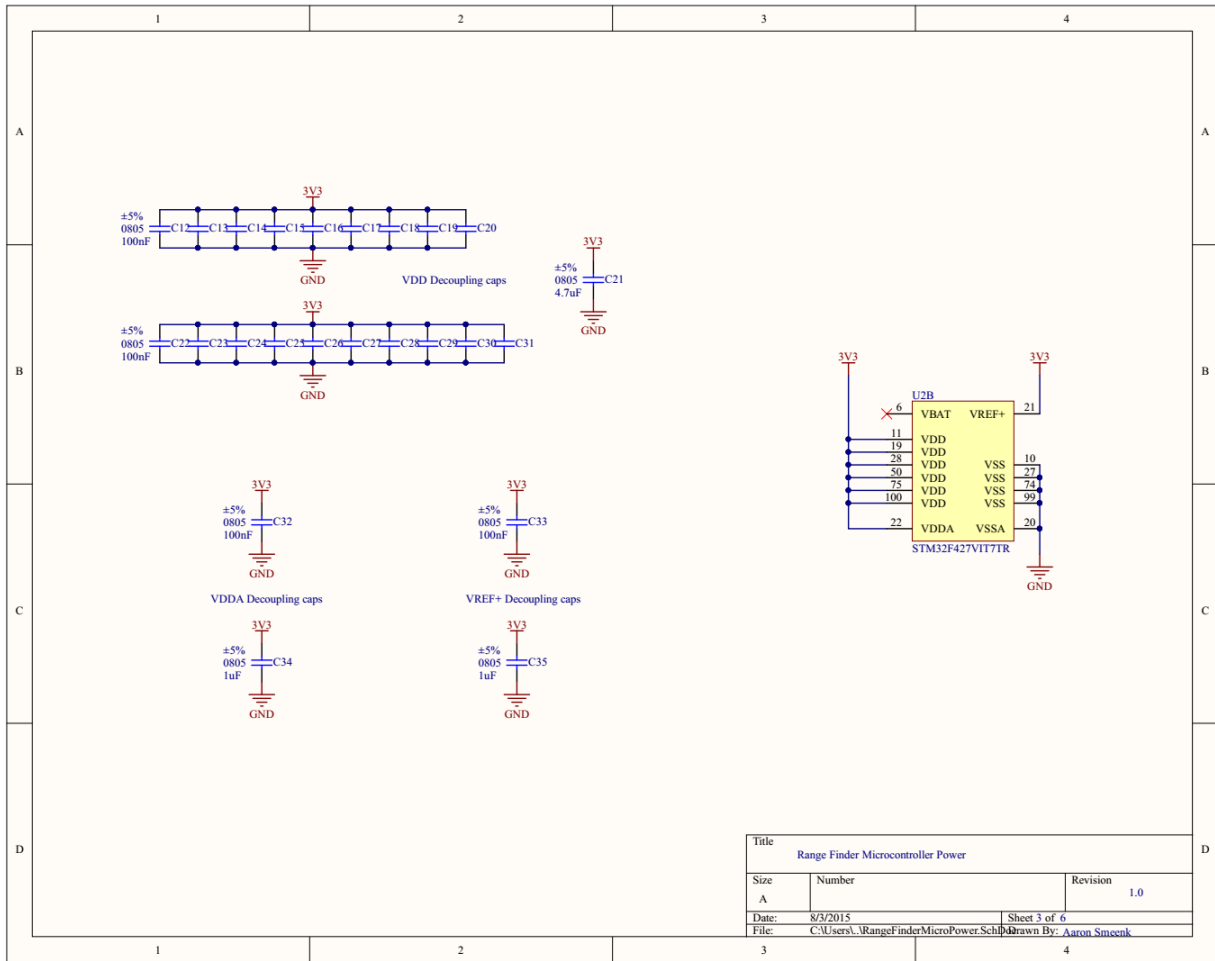 1 2 3 4
A A
3V3
±5%
0805 C12 C13 C14 C15 C16 C17 C18 C19 C20
100nF
GND
VDD Decoupling caps
3V3
±5%
0805 C21
4.7uF
GND
3V3
±5%
0805 C22 C23 C24 C25 C26 C27 C28 C29 C30 C31
100nF
GND
B B
3V3 3V3
U2B
6 VBAT VREF+ 21
11 VDD
19 VDD
28 VDD VSS 10
50 VDD VSS 27
75 VDD VSS 74
100 VDD VSS 99
22 VDDA VSSA 20
STM32F427VIT7TR
GND
3V3
±5%
0805 C32
100nF
GND
VDDA Decoupling caps
3V3
±5%
0805 C33
100nF
GND
VREF+ Decoupling caps
C C
3V3
±5%
0805 C34
1uF
GND
3V3
±5%
0805 C35
1uF
GND
D D
Title
Range Finder Microcontroller Power
Size Number Revision
A 1.0
Date: 8/3/2015 Sheet 3 of 6
File: C:\Users\..\RangeFinderMicroPower.SchDoc Drawn By: Aaron Smeenk
1 2 3 4